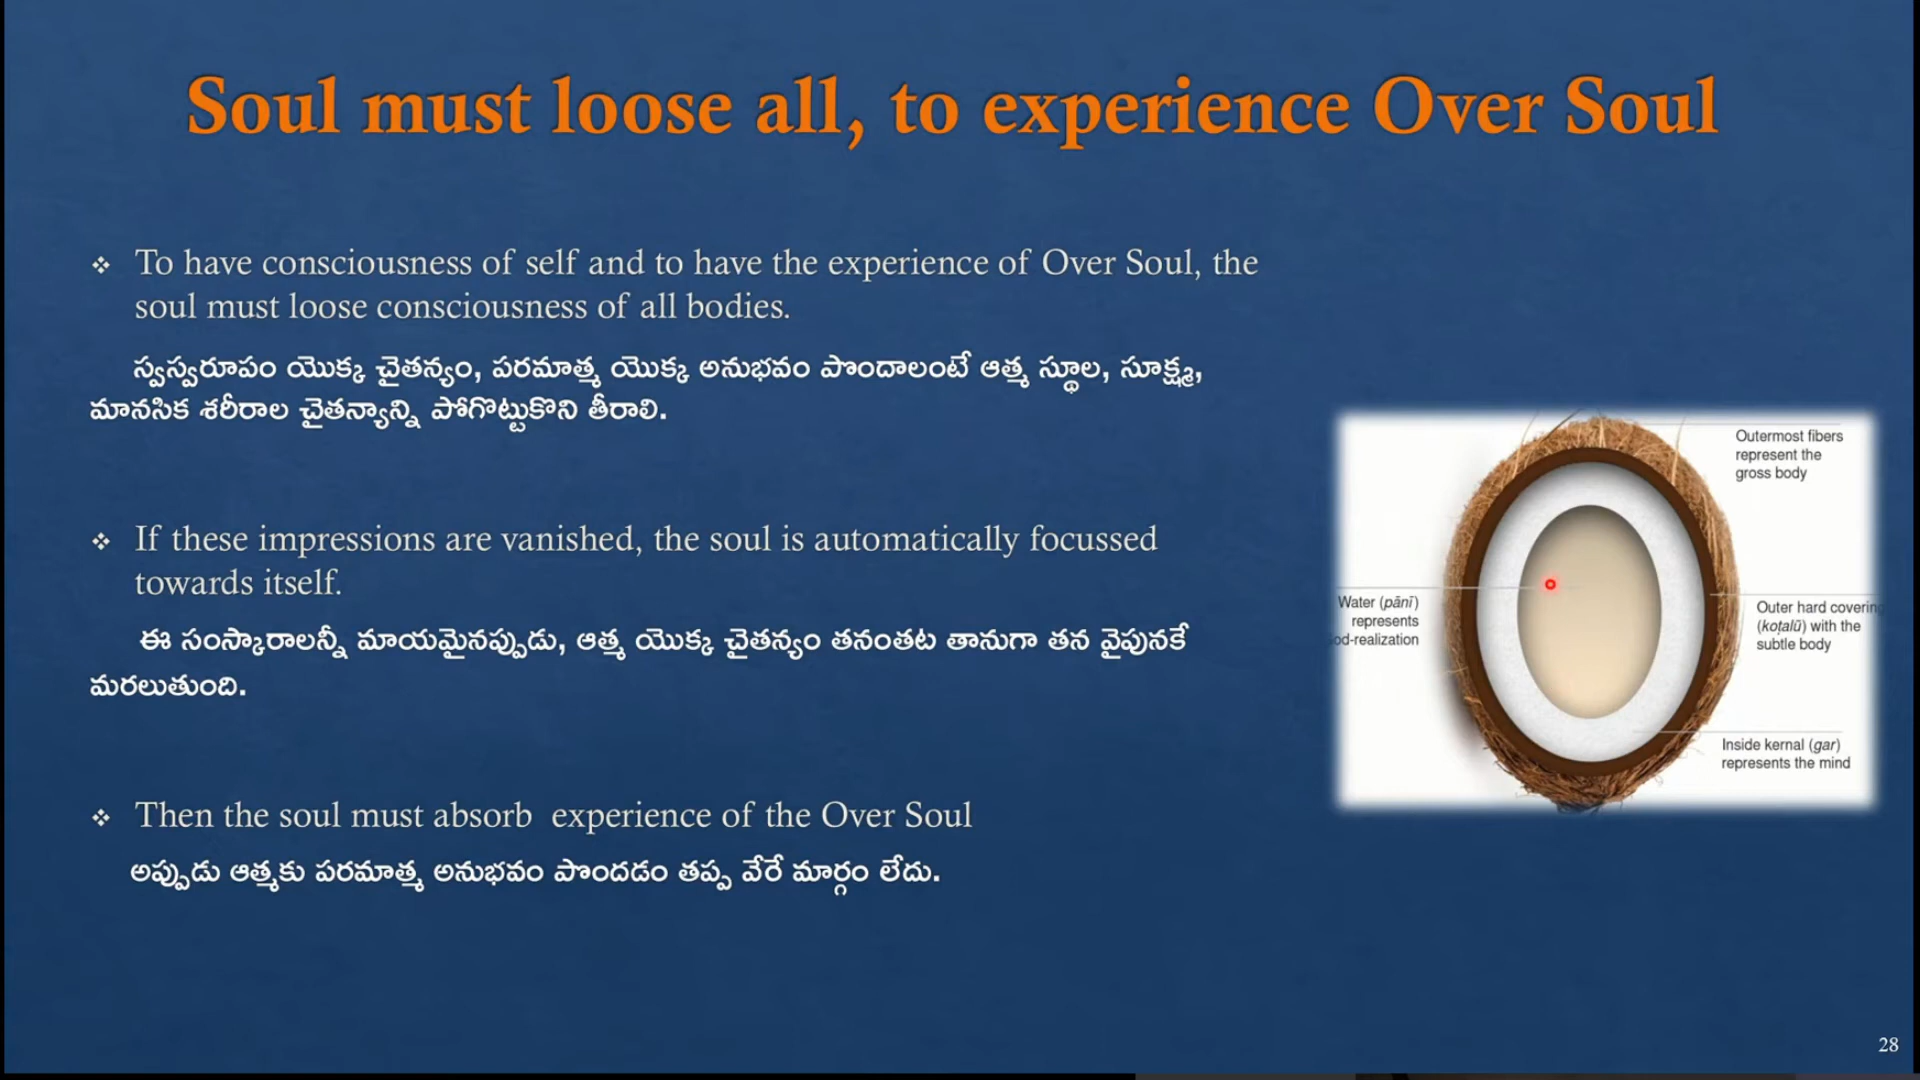 Soul must loose all, to experience Over Soul
❖ To have consciousness of self and to have the experience of Over Soul, the
soul must loose consciousness of all bodies.
స్వస్వరూపం యొక్క చైతన్యం, పరమాత్మ యొక్క అనుభవం పొందాలంటే ఆత్మ స్థూల, సూక్ష్మ,
మానసిక శరీరాల చైతన్యాన్ని పోగొట్టుకొని తీరాలి.
❖ If these impressions are vanished, the soul is automatically focussed
towards itself.
ఈ సంస్కారాలన్నీ మాయమైనప్పుడు, ఆత్మ యొక్క చైతన్యం తనంతట తానుగా తన వైపునకే
మరలుతుంది.
❖ Then the soul must absorb experience of the Over Soul
అప్పుడు ఆత్మకు పరమాత్మ అనుభవం పొందడం తప్ప వేరే మార్గం లేదు.
Outermost fibers
represent the
gross body
Water (pānī)
represents
od-realization
Outer hard coverin
(koṭalū) with the
subtle body
Inside kernal (gar)
represents the mind
28